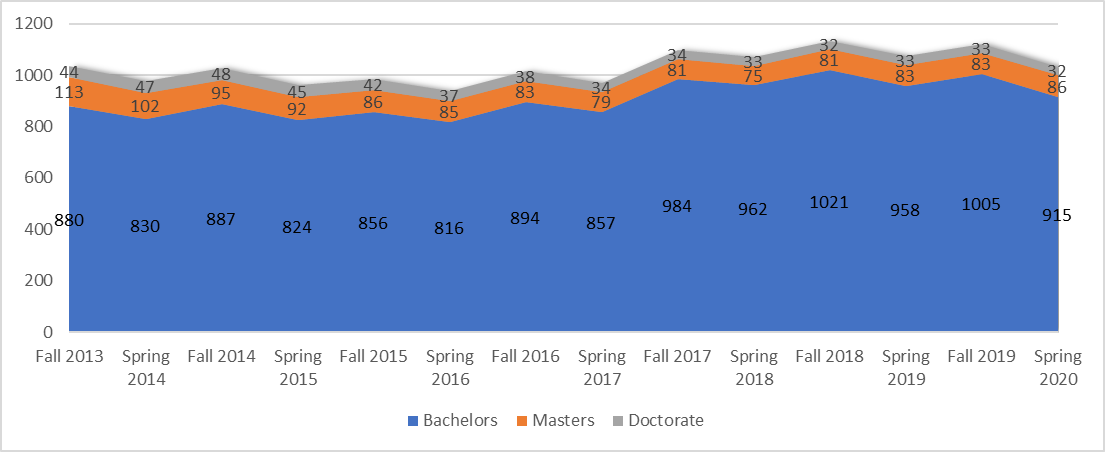 1200
1000
800
600
400
200
0
44 47 48 45 42 37 38 34 34 33 32 33 33 32
113 102 95 92 86 85 83 79 81 75 81 83 83 86
880 830 887 824 856 816 894 857 984 962 1021 958 1005 915
Fall 2013 Spring 2014 Fall 2014 Spring 2015 Fall 2015 Spring 2016 Fall 2016 Spring 2017 Fall 2017 Spring 2018 Fall 2018 Spring 2019 Fall 2019 Spring 2020
Bachelors Masters Doctorate